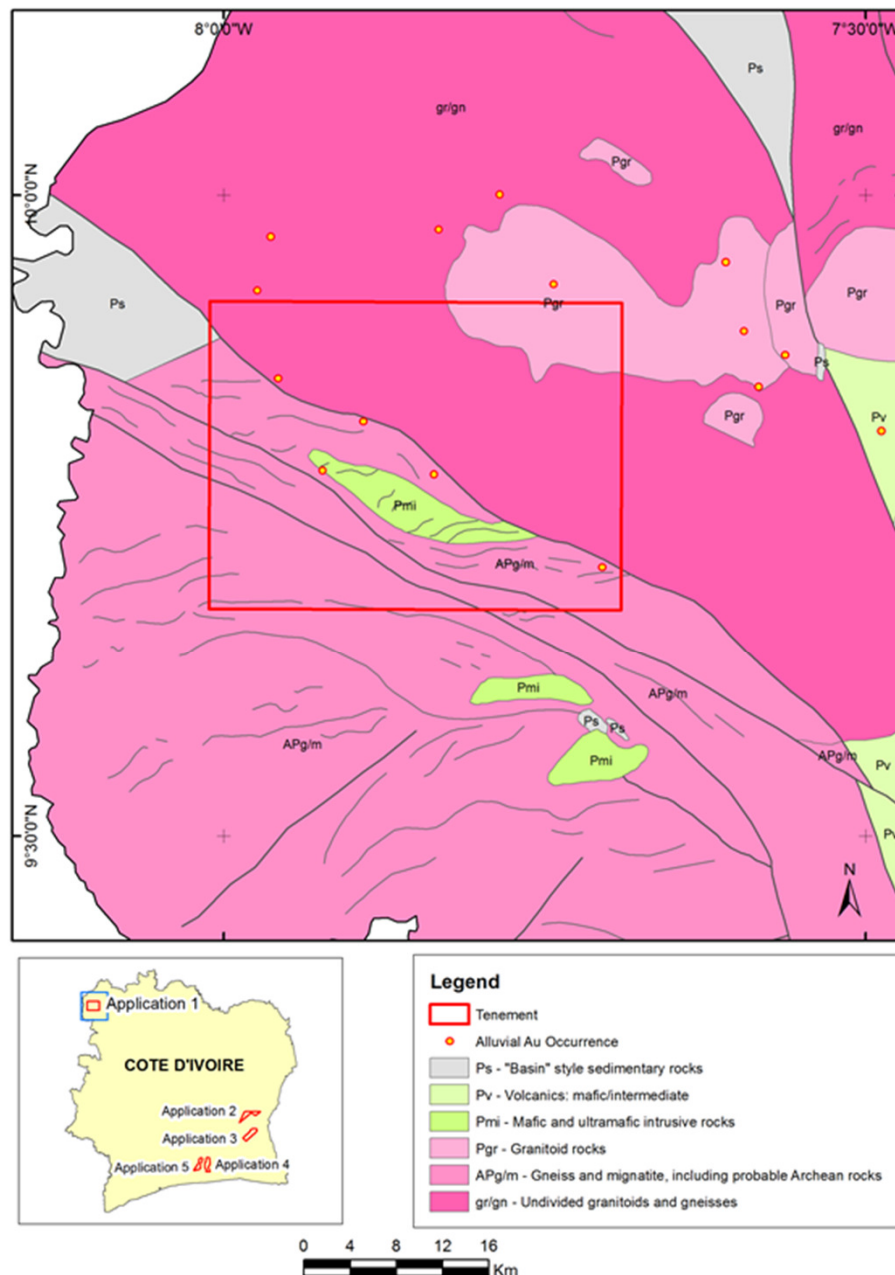 8°0'0"W
7°30'0"W
Ps
gr/gn
gr/gn
Pgr
10°0'0"N
Ps
Pgr
Pgr
Pgr
Ps
Pgr
Pv
Pmi
APg/m
Pmi
APg/m
Ps
Ps
APg/m
Pmi
APg/m
Pv
Pv
9°30'0"N
N
Application 1
COTE D'IVOIRE
Application 2
Application 3
Application 5
Application 4
Legend
Tenement
Alluvial Au Occurrence
Ps - "Basin" style sedimentary rocks
Pv - Volcanics: mafic/intermediate
Pmi - Mafic and ultramafic intrusive rocks
Pgr - Granitoid rocks
APg/m - Gneiss and mignatite, including probable Archean rocks
gr/gn - Undivided granitoids and gneisses
0 4 8 12 16
Km